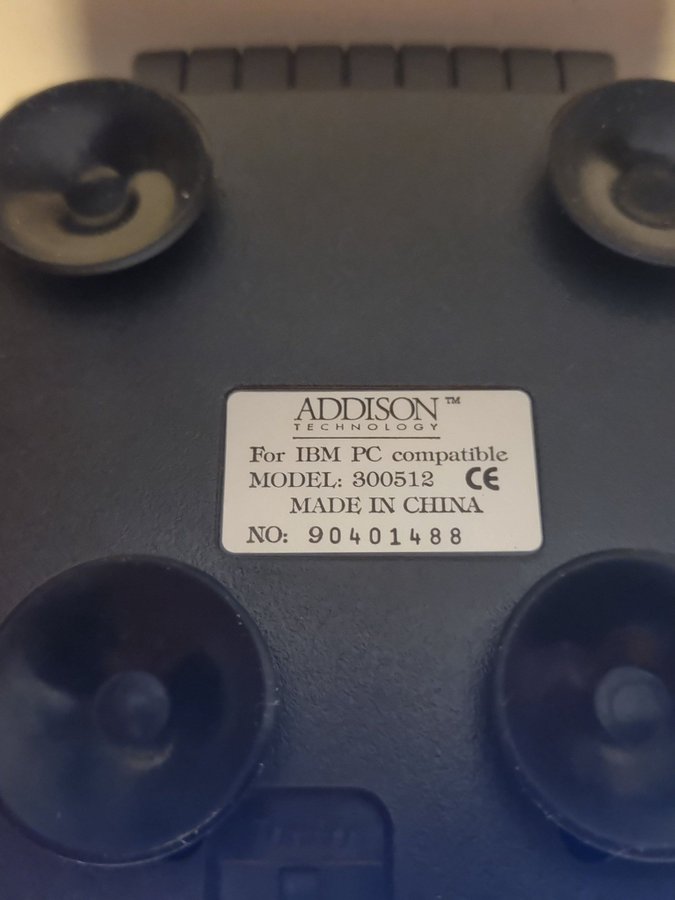 ADDISON™
TECHNOLOGY
For IBM PC compatible
MODEL: 300512 CE
MADE IN CHINA
NO: 90401488